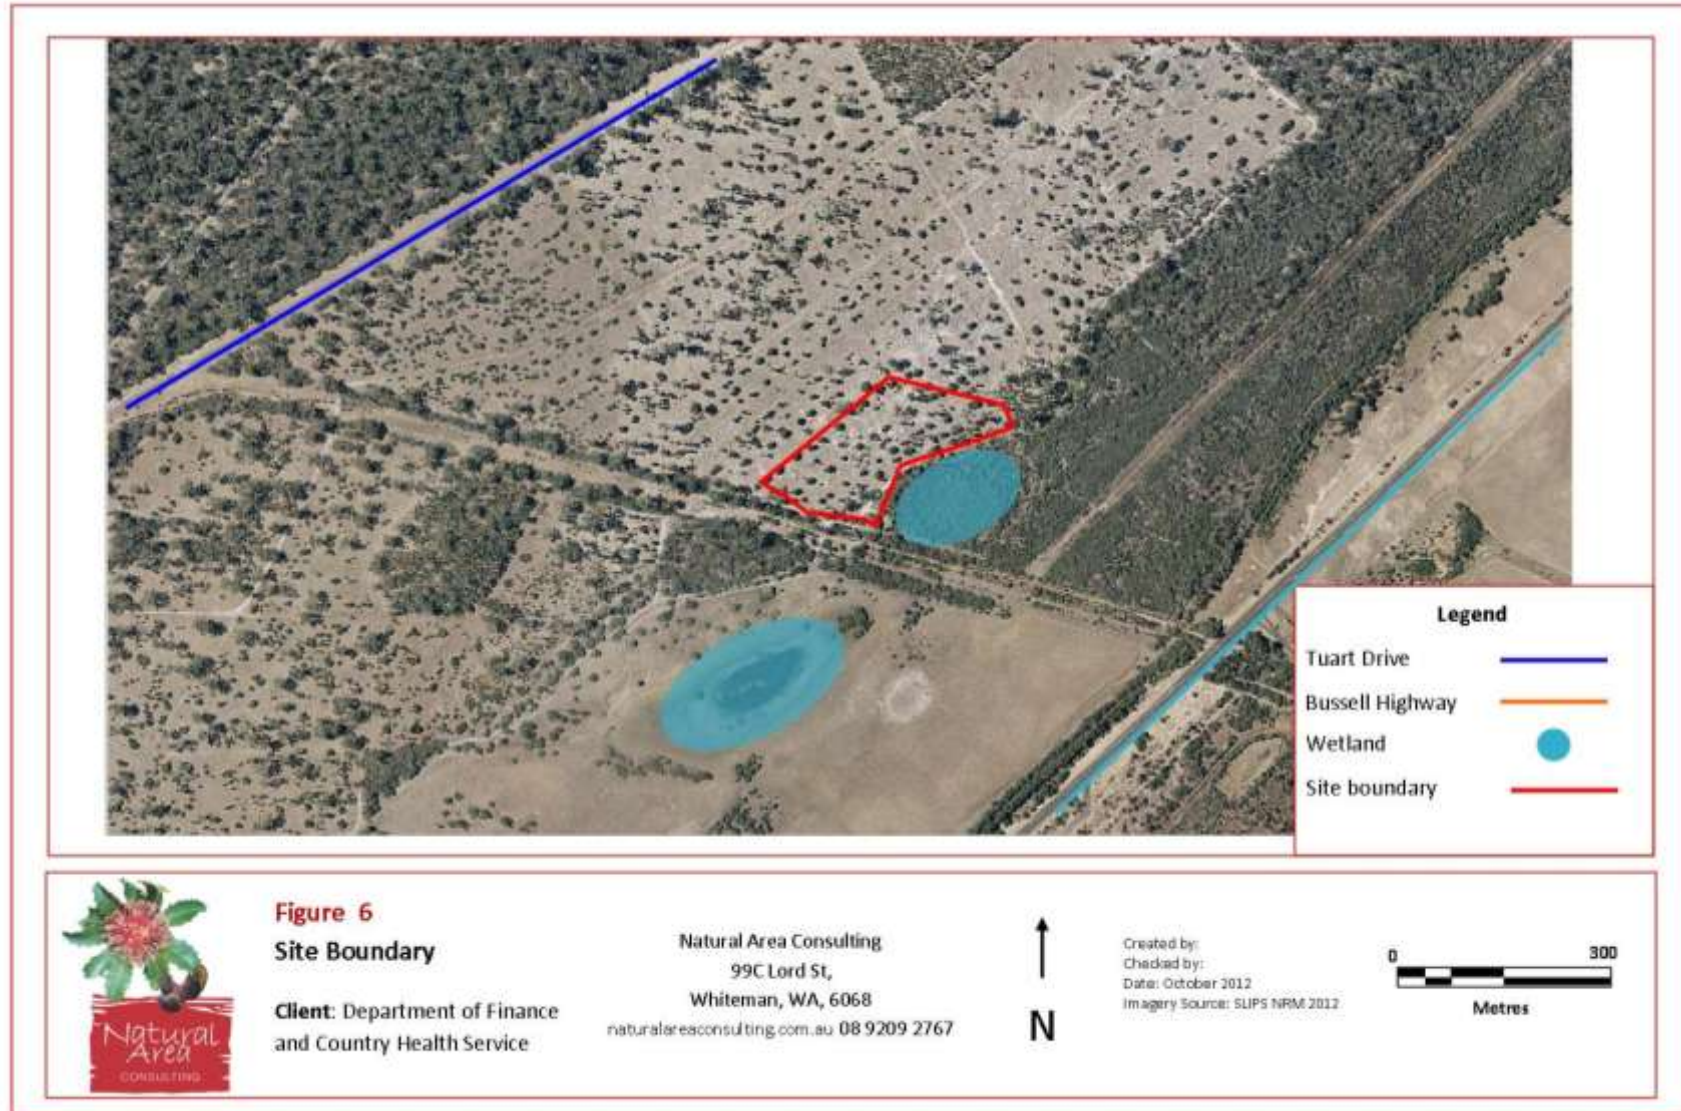 Legend
Tuart Drive
Bussell Highway
Wetland
Site boundary
Natural
Area
CONSULTING
Figure 6
Site Boundary
Client: Department of Finance
and Country Health Service
Natural Area Consulting
99C Lord St,
Whiteman, WA, 6068
naturalareaconsulting.com.au 08 9209 2767
N
Created by:
Checked by:
Date: October 2012
Imagery Source: SLIPS NRM 2012
0 300
Metres